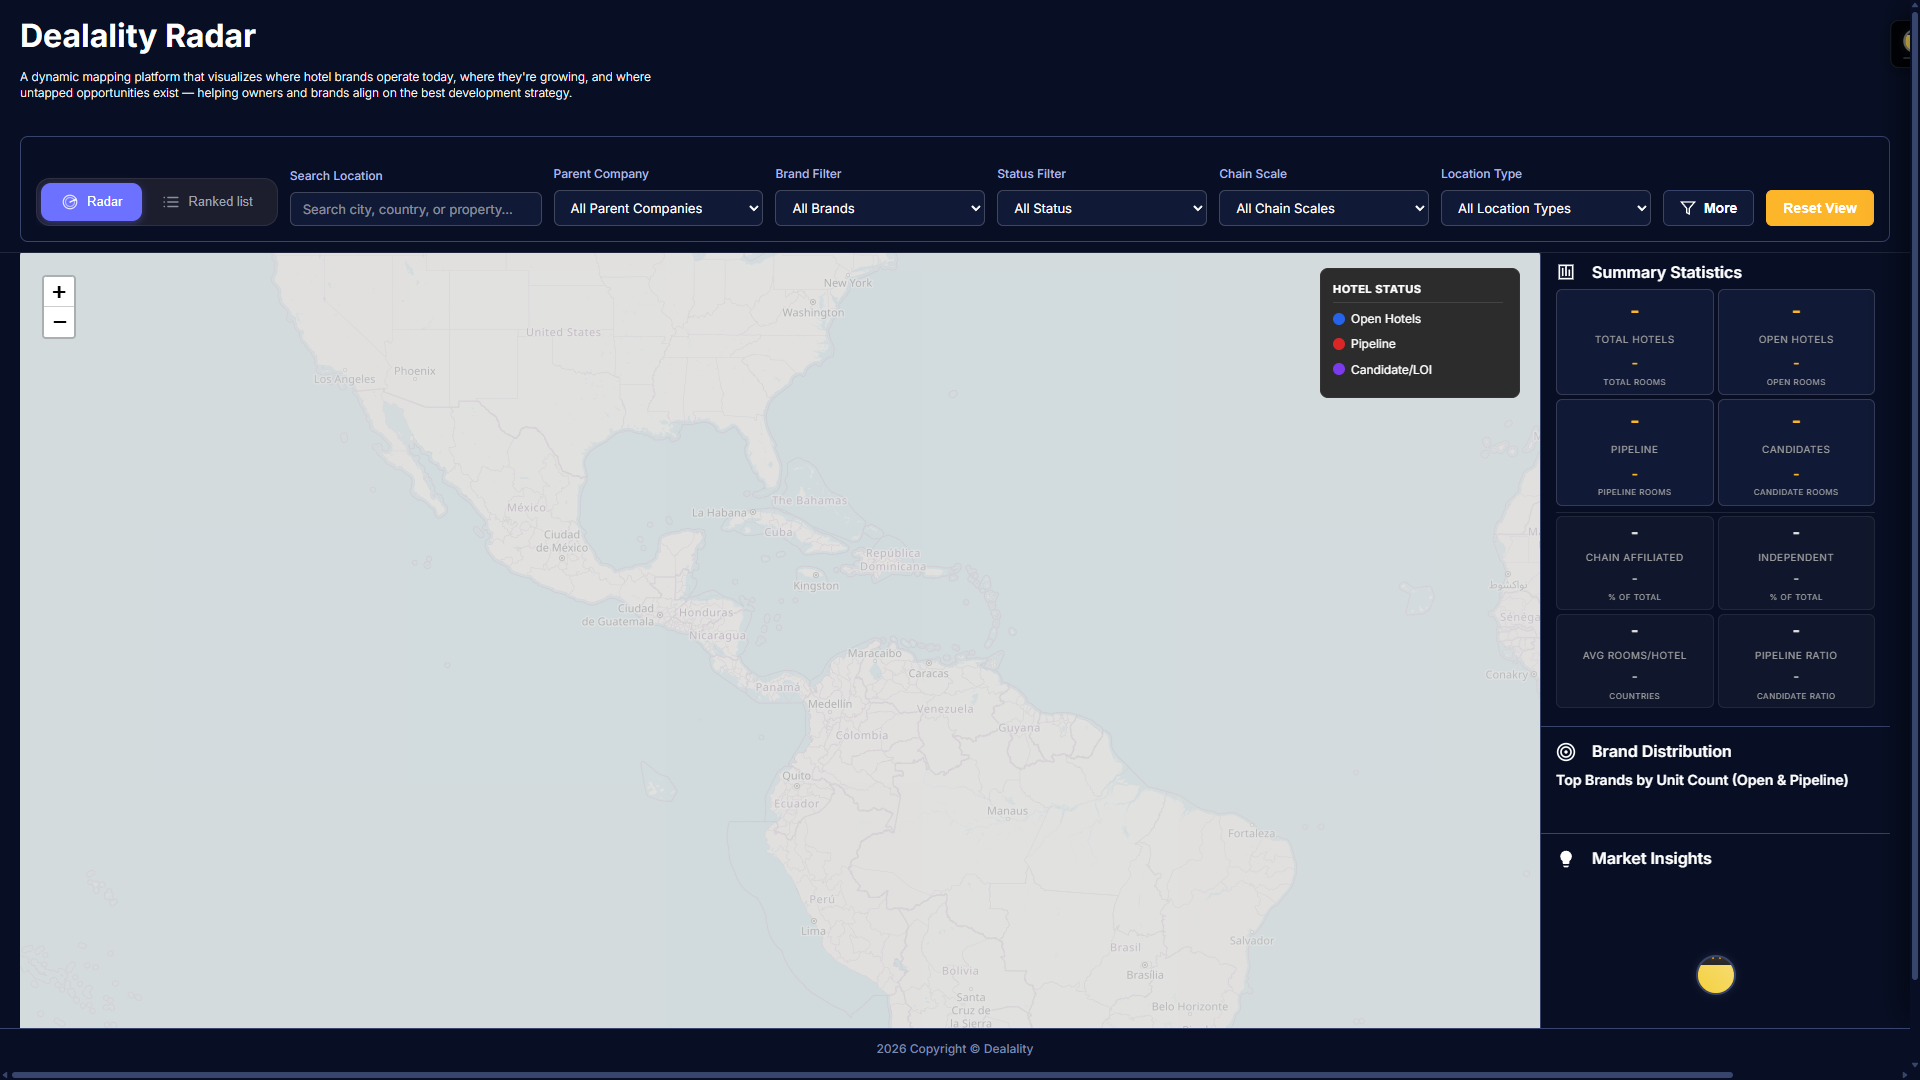 Dealality Radar
A dynamic mapping platform that visualizes where hotel brands operate today, where they're growing, and where
untapped opportunities exist — helping owners and brands align on the best development strategy.
Radar
Ranked list
Search Location
Search city, country, or property...
Parent Company
All Parent Companies
Brand Filter
All Brands
Status Filter
All Status
Chain Scale
All Chain Scales
Location Type
All Location Types
More
Reset View
+
−
New York
Washington
United States
Phoenix
Los Angeles
The Bahamas
México
La Habana
Cuba
Ciudad
de México
República
Dominicana
Kingston
نواكشوط
Ciudad
de Guatemala
Honduras
Nicaragua
Sénéga
Maracaibo
Caracas
Conakry
Panamá
Medellín
Venezuela
Guyana
Colombia
Quito
Ecuador
Manaus
Fortaleza
Perú
Lima
Salvador
Brasil
Brasília
Bolivia
Santa
Cruz de
la Sierra
Belo Horizonte
HOTEL STATUS
Open Hotels
Pipeline
Candidate/LOI
Summary Statistics
-
TOTAL HOTELS
-
TOTAL ROOMS
-
OPEN HOTELS
-
OPEN ROOMS
-
PIPELINE
-
PIPELINE ROOMS
-
CANDIDATES
-
CANDIDATE ROOMS
-
CHAIN AFFILIATED
-
% OF TOTAL
-
INDEPENDENT
-
% OF TOTAL
-
AVG ROOMS/HOTEL
-
COUNTRIES
-
PIPELINE RATIO
-
CANDIDATE RATIO
Brand Distribution
Top Brands by Unit Count (Open & Pipeline)
Market Insights
2026 Copyright © Dealality